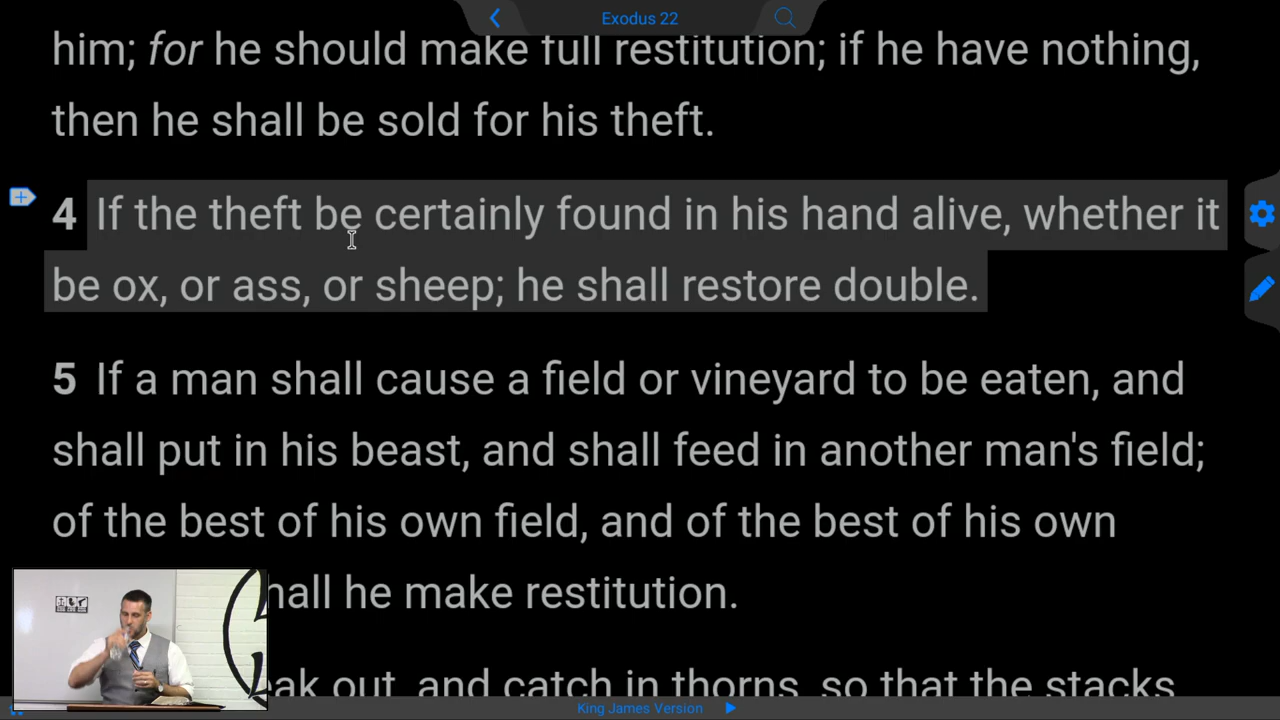 Exodus 22
him; for he should make full restitution; if he have nothing,
then he shall be sold for his theft.
4 If the theft be certainly found in his hand alive, whether it
be ox, or ass, or sheep; he shall restore double.
5 If a man shall cause a field or vineyard to be eaten, and
shall put in his beast, and shall feed in another man's field;
of the best of his own field, and of the best of his own
hall he make restitution.
eak out, and catch in thorns, so that the stacks
King James Version